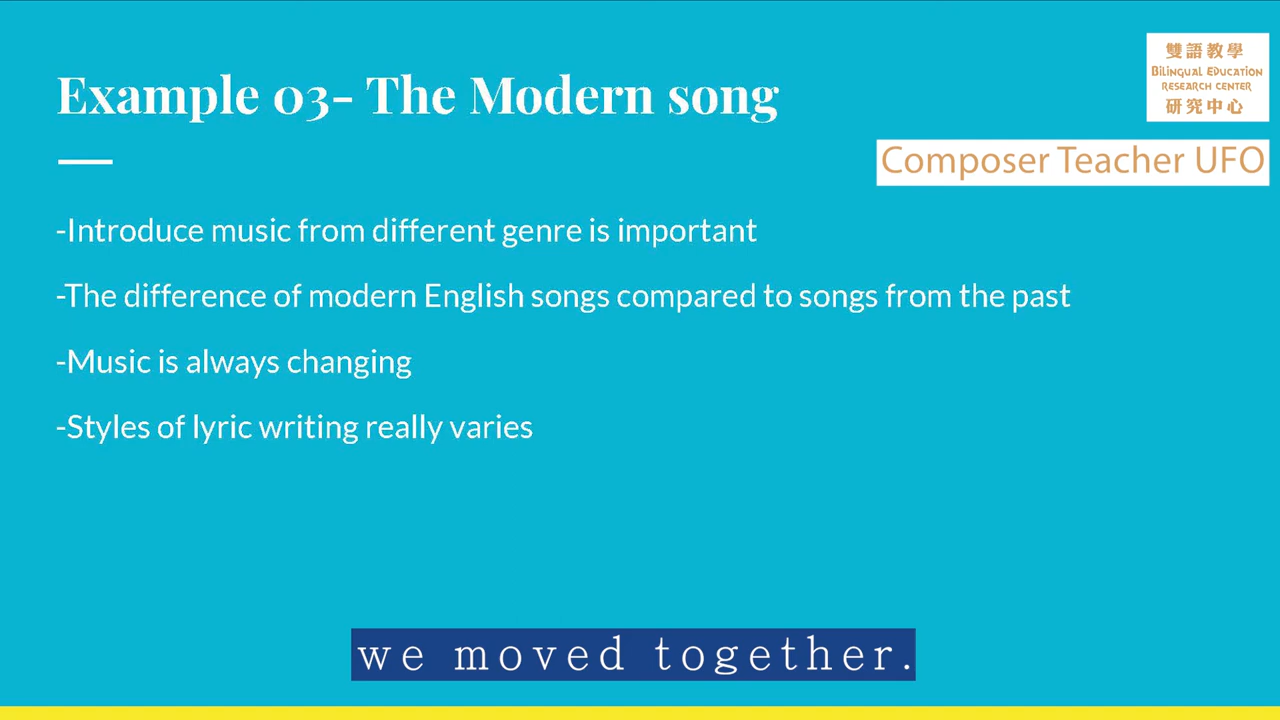 Example 03- The Modern song
雙語教學
BILINGUAL EDUCATION
RESEARCH CENTER
研究中心
Composer Teacher UFO
-Introduce music from different genre is important
-The difference of modern English songs compared to songs from the past
-Music is always changing
-Styles of lyric writing really varies
we moved together.